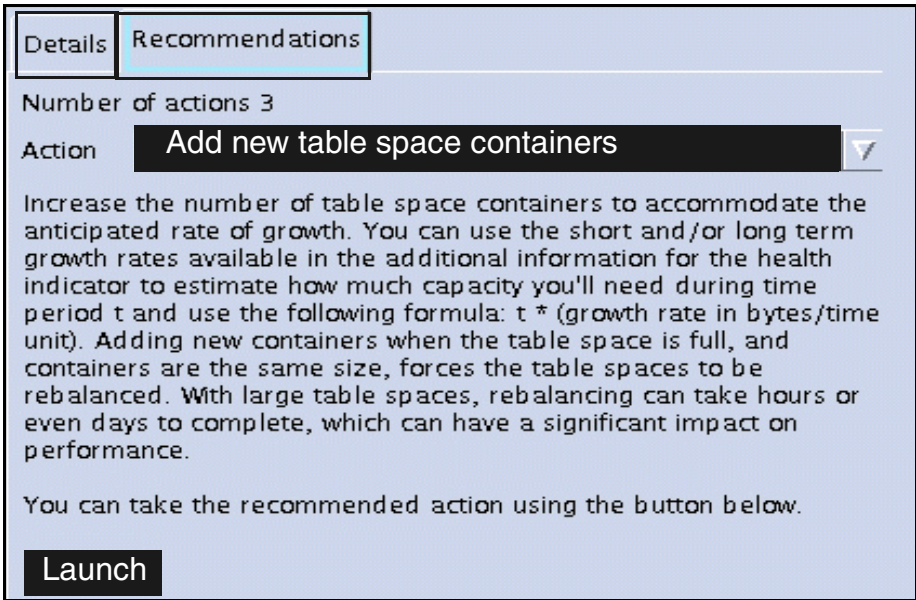 Details Recommendations
Number of actions 3
Action Add new table space containers
Increase the number of table space containers to accommodate the
anticipated rate of growth. You can use the short and/or long term
growth rates available in the additional information for the health
indicator to estimate how much capacity you'll need during time
period t and use the following formula: t * (growth rate in bytes/time
unit). Adding new containers when the table space is full, and
containers are the same size, forces the table spaces to be
rebalanced. With large table spaces, rebalancing can take hours or
even days to complete, which can have a significant impact on
performance.
You can take the recommended action using the button below.
Launch